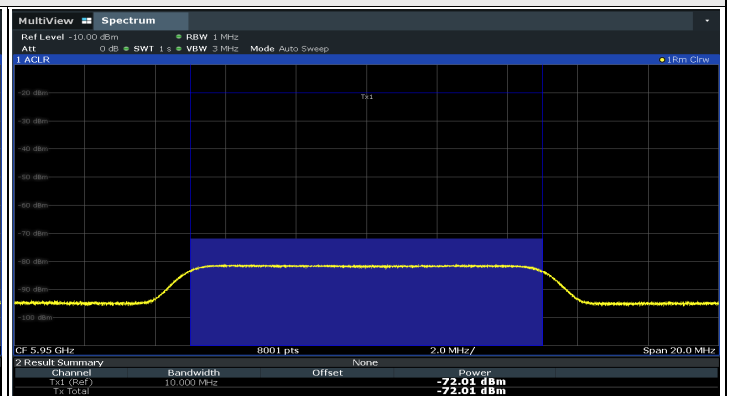 MultiView Spectrum
Ref Level -10.00 dBm RBW 1 MHz
Att 0 dB SWT 1 s VBW 3 MHz Mode Auto Sweep
1 ACLR 1Rm Clrw
Tx1
-20 dBm
-30 dBm
-40 dBm
-50 dBm
-60 dBm
-70 dBm
-80 dBm
-90 dBm
-100 dBm
CF 5.95 GHz 8001 pts 2.0 MHz/ Span 20.0 MHz
2 Result Summary None
Channel Bandwidth Offset Power
Tx1 (Ref) 10.000 MHz -72.01 dBm
Tx Total -72.01 dBm